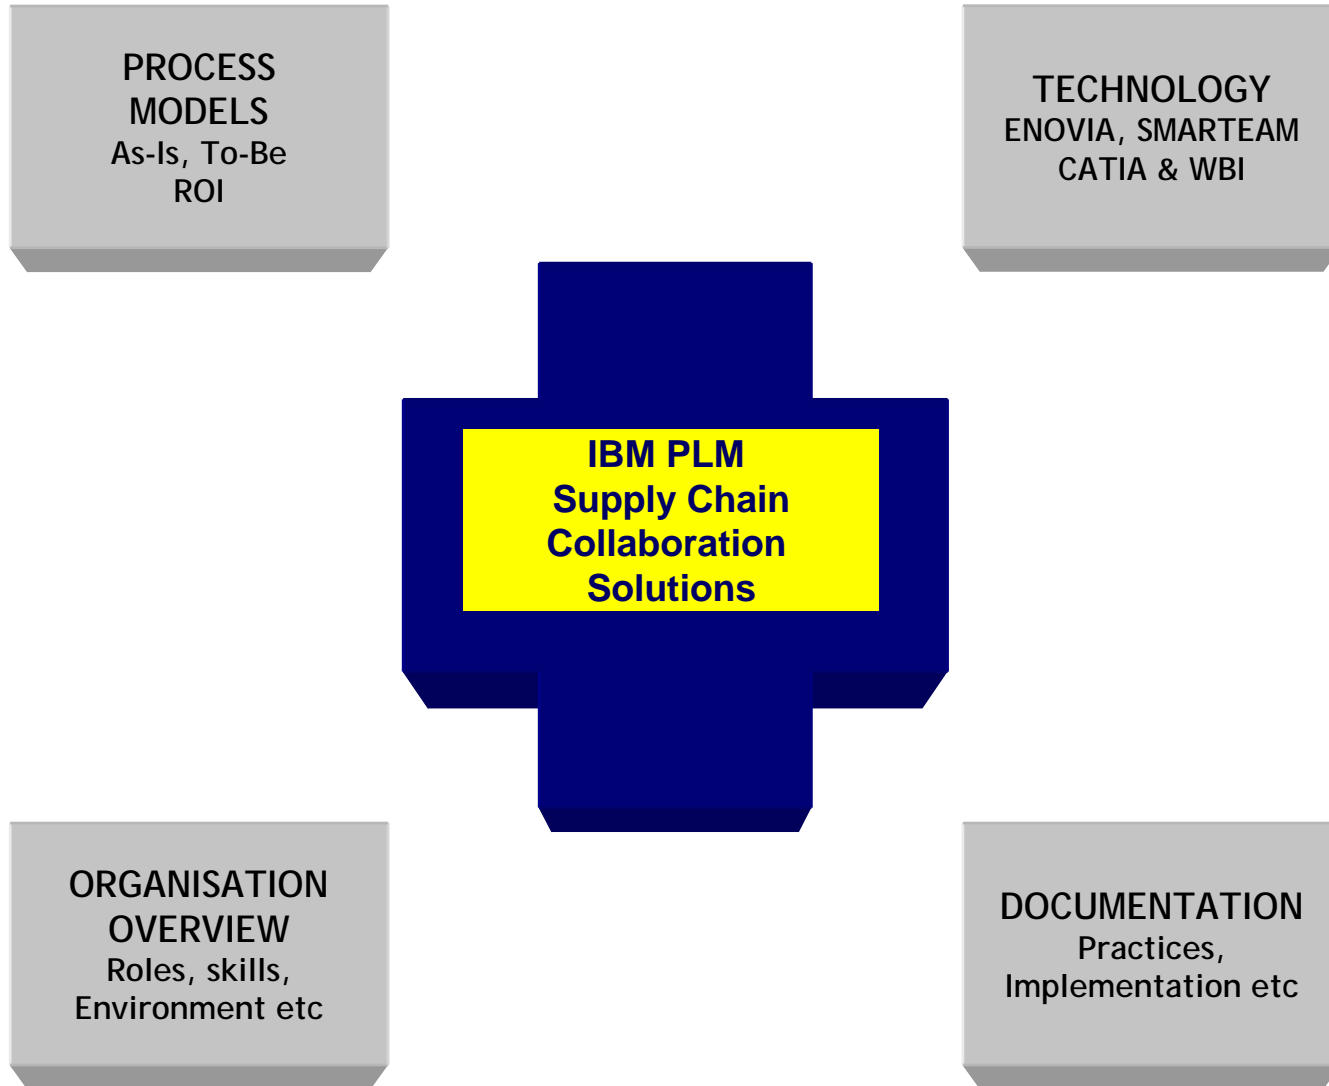 PROCESS
MODELS
As-Is, To-Be
ROI
TECHNOLOGY
ENOVIA, SMARTEAM
CATIA & WBI
IBM PLM
Supply Chain
Collaboration
Solutions
ORGANISATION
OVERVIEW
Roles, skills,
Environment etc
DOCUMENTATION
Practices,
Implementation etc